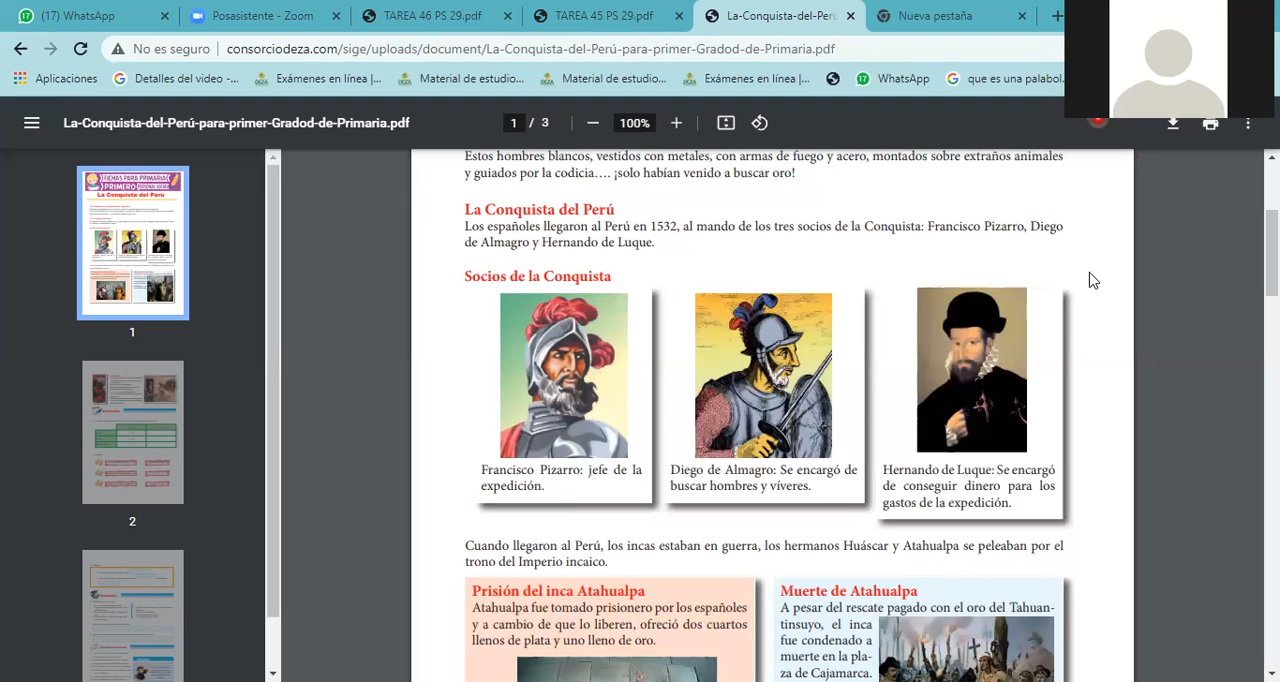 (17) WhatsApp
Posasistente - Zoom
TAREA 46 PS 29.pdf
TAREA 45 PS 29.pdf
La-Conquista-del-Perú
Nueva pestaña
No es seguro
consorciodeza.com/sige/uploads/document/La-Conquista-del-Perú-para-primer-Gradod-de-Primaria.pdf
Aplicaciones
Detalles del video -...
Exámenes en línea |...
Material de estudio...
Material de estudio...
Exámenes en línea |...
WhatsApp
que es una palabol.
La-Conquista-del-Perú-para-primer-Gradod-de-Primaria.pdf
1 / 3
100%
FICHAS PARA PRIMARIA
PRIMERO
La Conquista del Perú
1
2
Estos hombres blancos, vestidos con metales, con armas de fuego y acero, montados sobre extraños animales
y guiados por la codicia…. ¡solo habían venido a buscar oro!
La Conquista del Perú
Los españoles llegaron al Perú en 1532, al mando de los tres socios de la Conquista: Francisco Pizarro, Diego
de Almagro y Hernando de Luque.
Socios de la Conquista
Francisco Pizarro: jefe de la
expedición.
Diego de Almagro: Se encargó de
buscar hombres y víveres.
Hernando de Luque: Se encargó
de conseguir dinero para los
gastos de la expedición.
Cuando llegaron al Perú, los incas estaban en guerra, los hermanos Huáscar y Atahualpa se peleaban por el
trono del Imperio incaico.
Prisión del inca Atahualpa
Atahualpa fue tomado prisionero por los españoles
y a cambio de que lo liberen, ofreció dos cuartos
llenos de plata y uno lleno de oro.
Muerte de Atahualpa
A pesar del rescate pagado con el oro del Tahuan-
tinsuyo, el inca
fue condenado a
muerte en la pla-
za de Cajamarca.